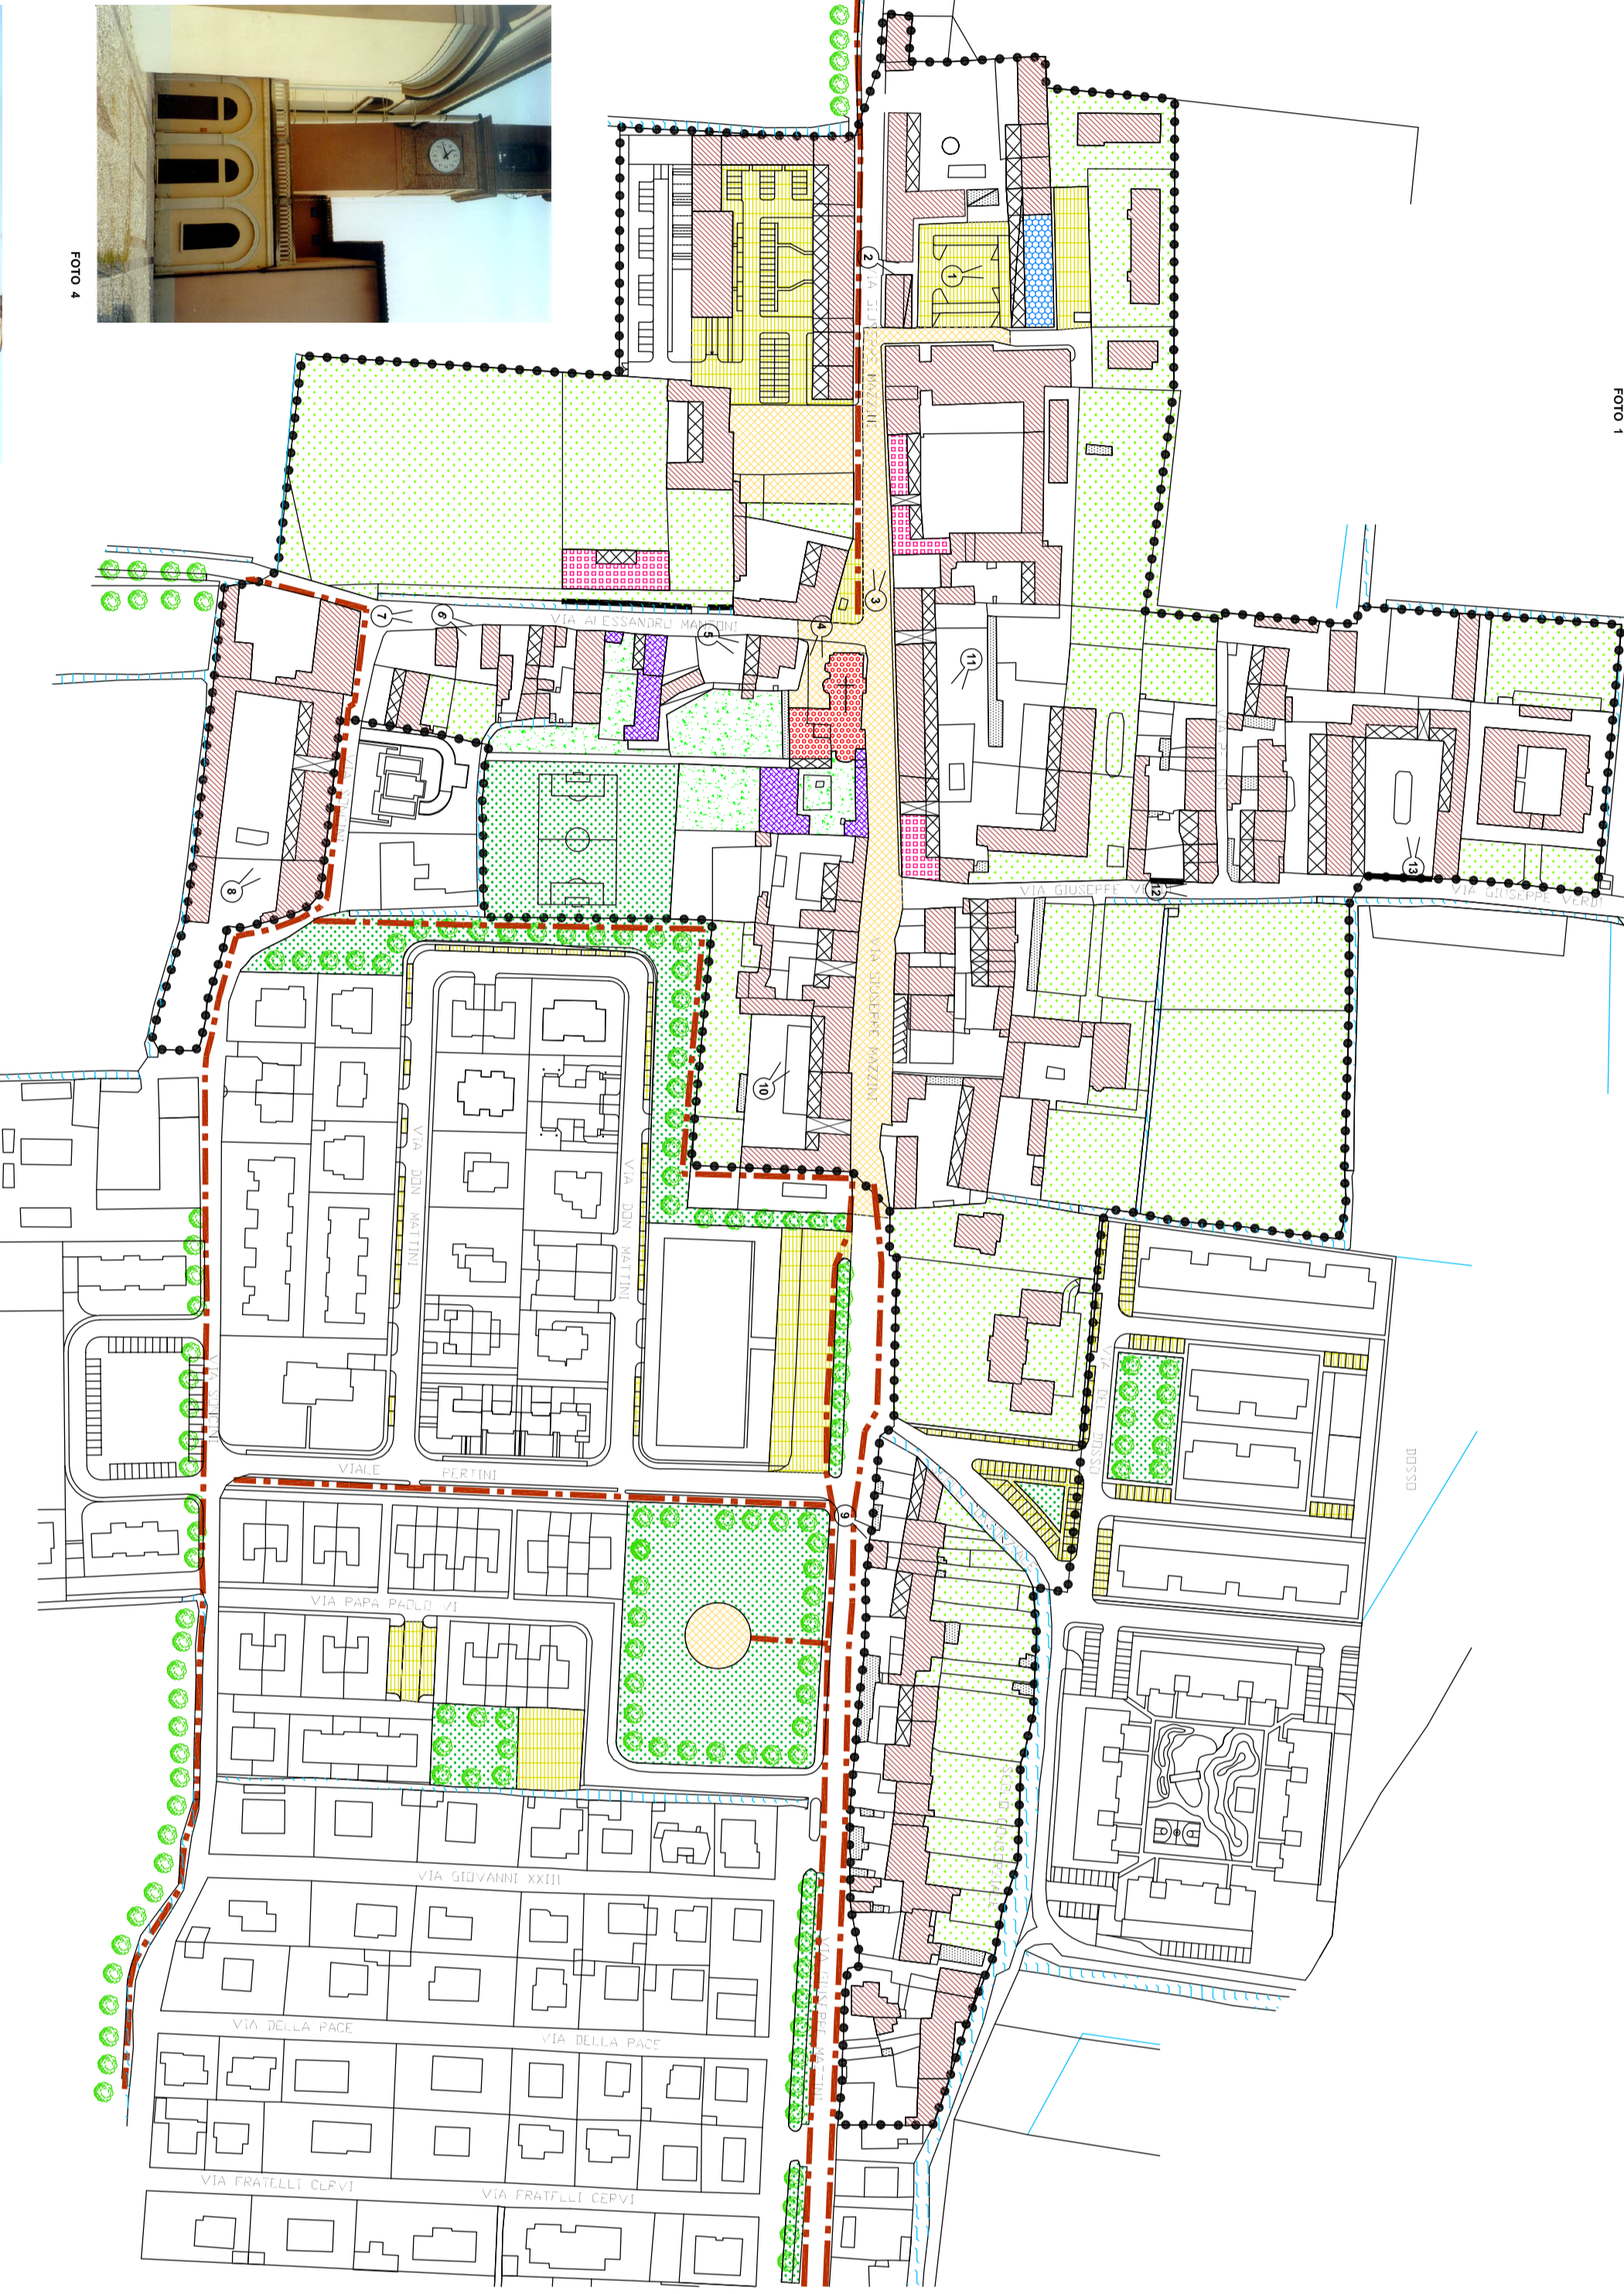 FOTO 1
FOTO 4
1
2
3
4
5
6
7
8
9
10
11
12
13
VIA GIUSEPPE MAZZINI
VIA ALESSANDRO MANZONI
VIA GIUSEPPE VERDI
VIA GIUSEPPE VERDI
VIA GIUSEPPE MAZZINI
VIA DON MATTINI
VIA DON MATTINI
VIALE PERTINI
VIA DEL DOSSO
DOSSO
VIA PAPA PAOLO VI
VIA GIOVANNI XXIII
VIA DELLA PACE
VIA DELLA PACE
VIA FRATELLI CERVI
VIA FRATELLI CERVI